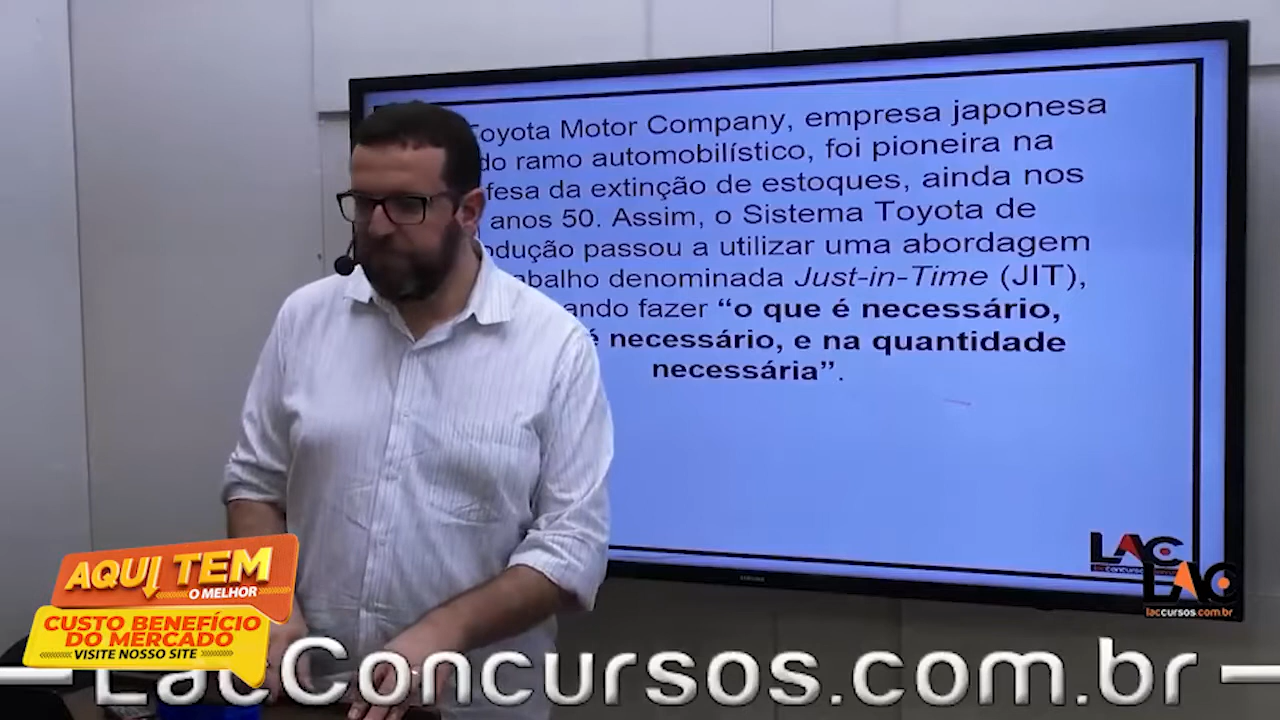 Toyota Motor Company, empresa japonesa
do ramo automobilístico, foi pioneira na
fesa da extinção de estoques, ainda nos
anos 50. Assim, o Sistema Toyota de
odução passou a utilizar uma abordagem
abalho denominada Just-in-Time (JIT),
ando fazer “o que é necessário,
é necessário, e na quantidade
necessária”.
LAC
LAC
laccursos.com.br
AQUI TEM
O MELHOR
CUSTO BENEFÍCIO
DO MERCADO
VISITE NOSSO SITE
LacConcursos.com.br